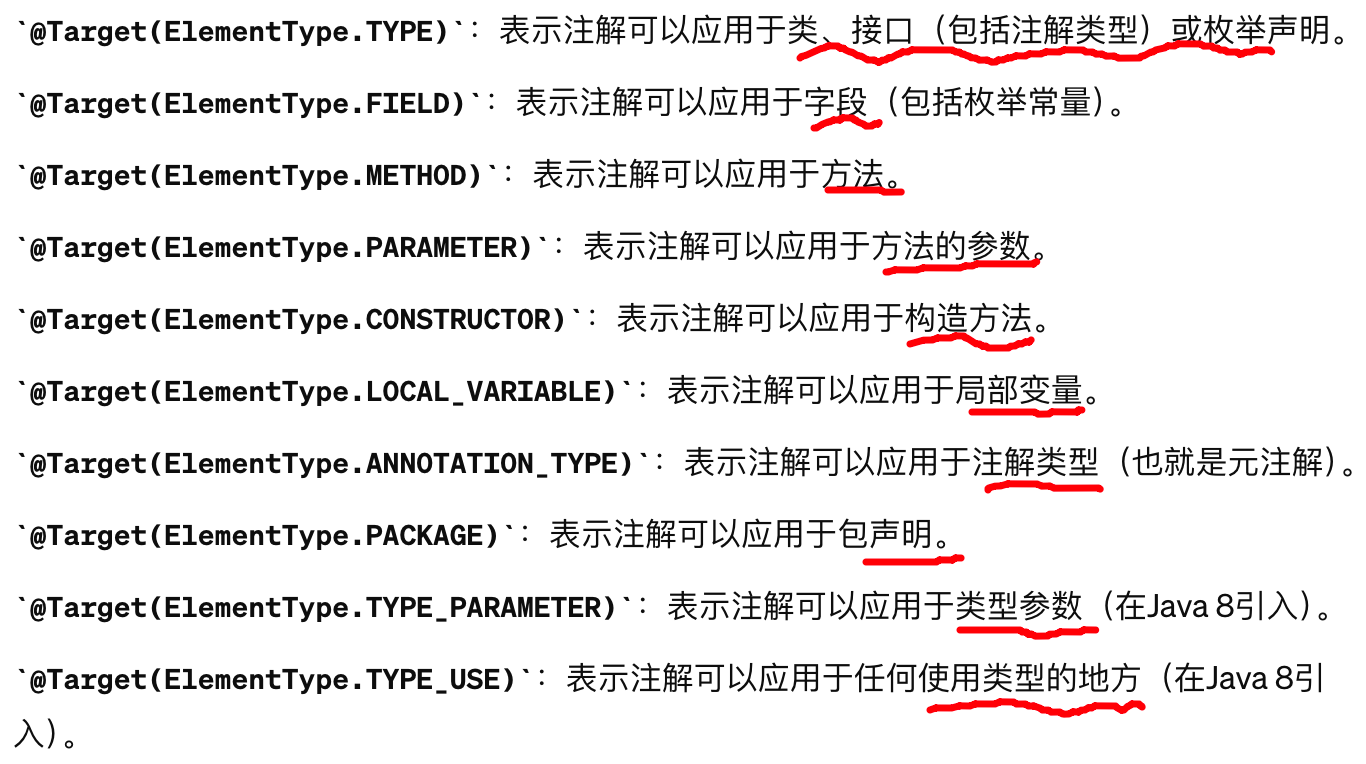 `@Target(ElementType.TYPE)`：表示注解可以应用于类、接口（包括注解类型）或枚举声明。
`@Target(ElementType.FIELD)`：表示注解可以应用于字段（包括枚举常量）。
`@Target(ElementType.METHOD)`：表示注解可以应用于方法。
`@Target(ElementType.PARAMETER)`：表示注解可以应用于方法的参数。
`@Target(ElementType.CONSTRUCTOR)`：表示注解可以应用于构造方法。
`@Target(ElementType.LOCAL_VARIABLE)`：表示注解可以应用于局部变量。
`@Target(ElementType.ANNOTATION_TYPE)`：表示注解可以应用于注解类型（也就是元注解）。
`@Target(ElementType.PACKAGE)`：表示注解可以应用于包声明。
`@Target(ElementType.TYPE_PARAMETER)`：表示注解可以应用于类型参数（在Java 8引入）。
`@Target(ElementType.TYPE_USE)`：表示注解可以应用于任何使用类型的地方（在Java 8引
入）。